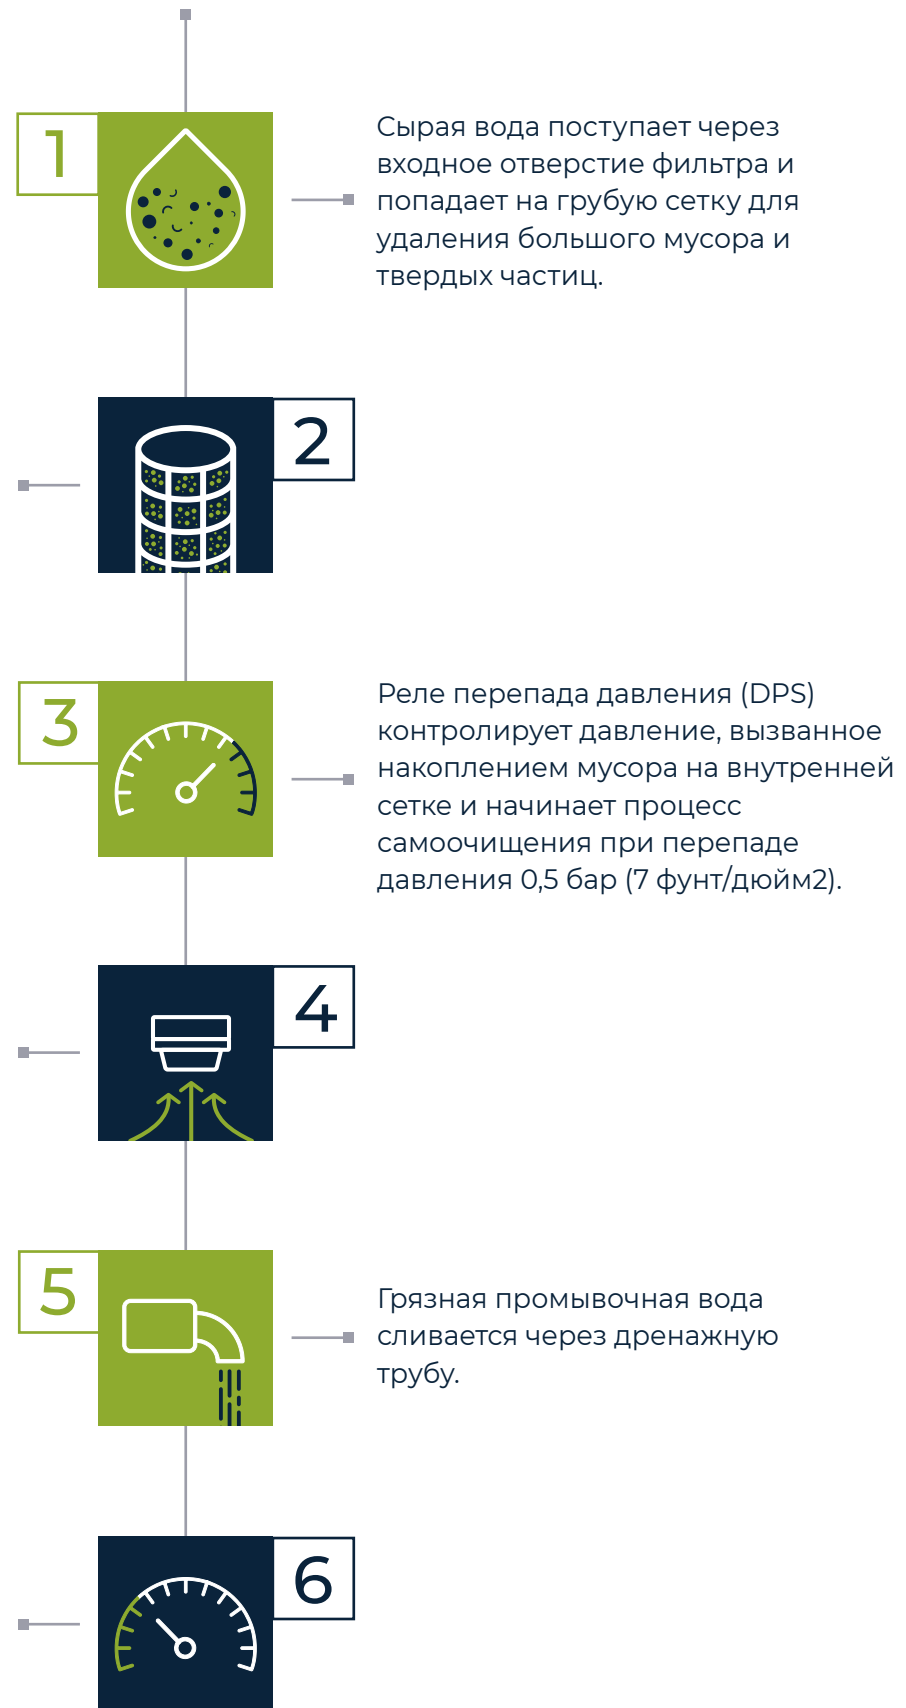 1
Сырая вода поступает через
входное отверстие фильтра и
попадает на грубую сетку для
удаления большого мусора и
твердых частиц.
2
3
Реле перепада давления (DPS)
контролирует давление, вызванное
накоплением мусора на внутренней
сетке и начинает процесс
самоочищения при перепаде
давления 0,5 бар (7 фунт/дюйм2).
4
5
Грязная промывочная вода
сливается через дренажную
трубу.
6